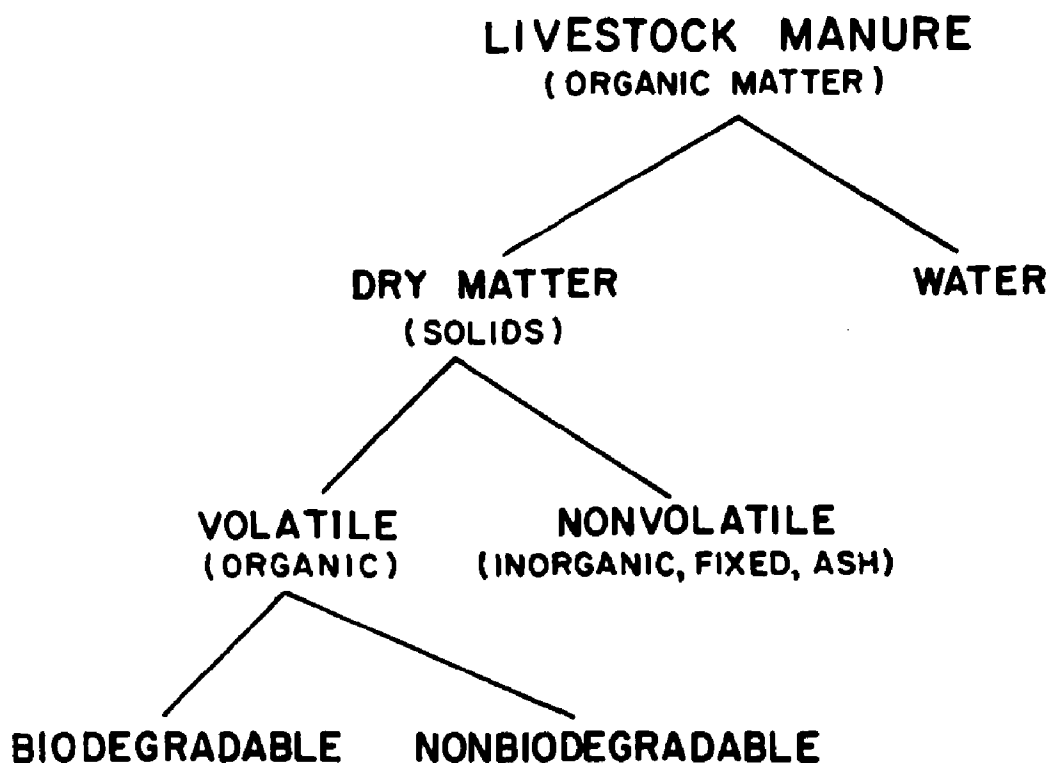 LIVESTOCK MANURE
(ORGANIC MATTER)
DRY MATTER
(SOLIDS)
WATER
VOLATILE
(ORGANIC)
NONVOLATILE
(INORGANIC, FIXED, ASH)
BIODEGRADABLE
NONBIODEGRADABLE